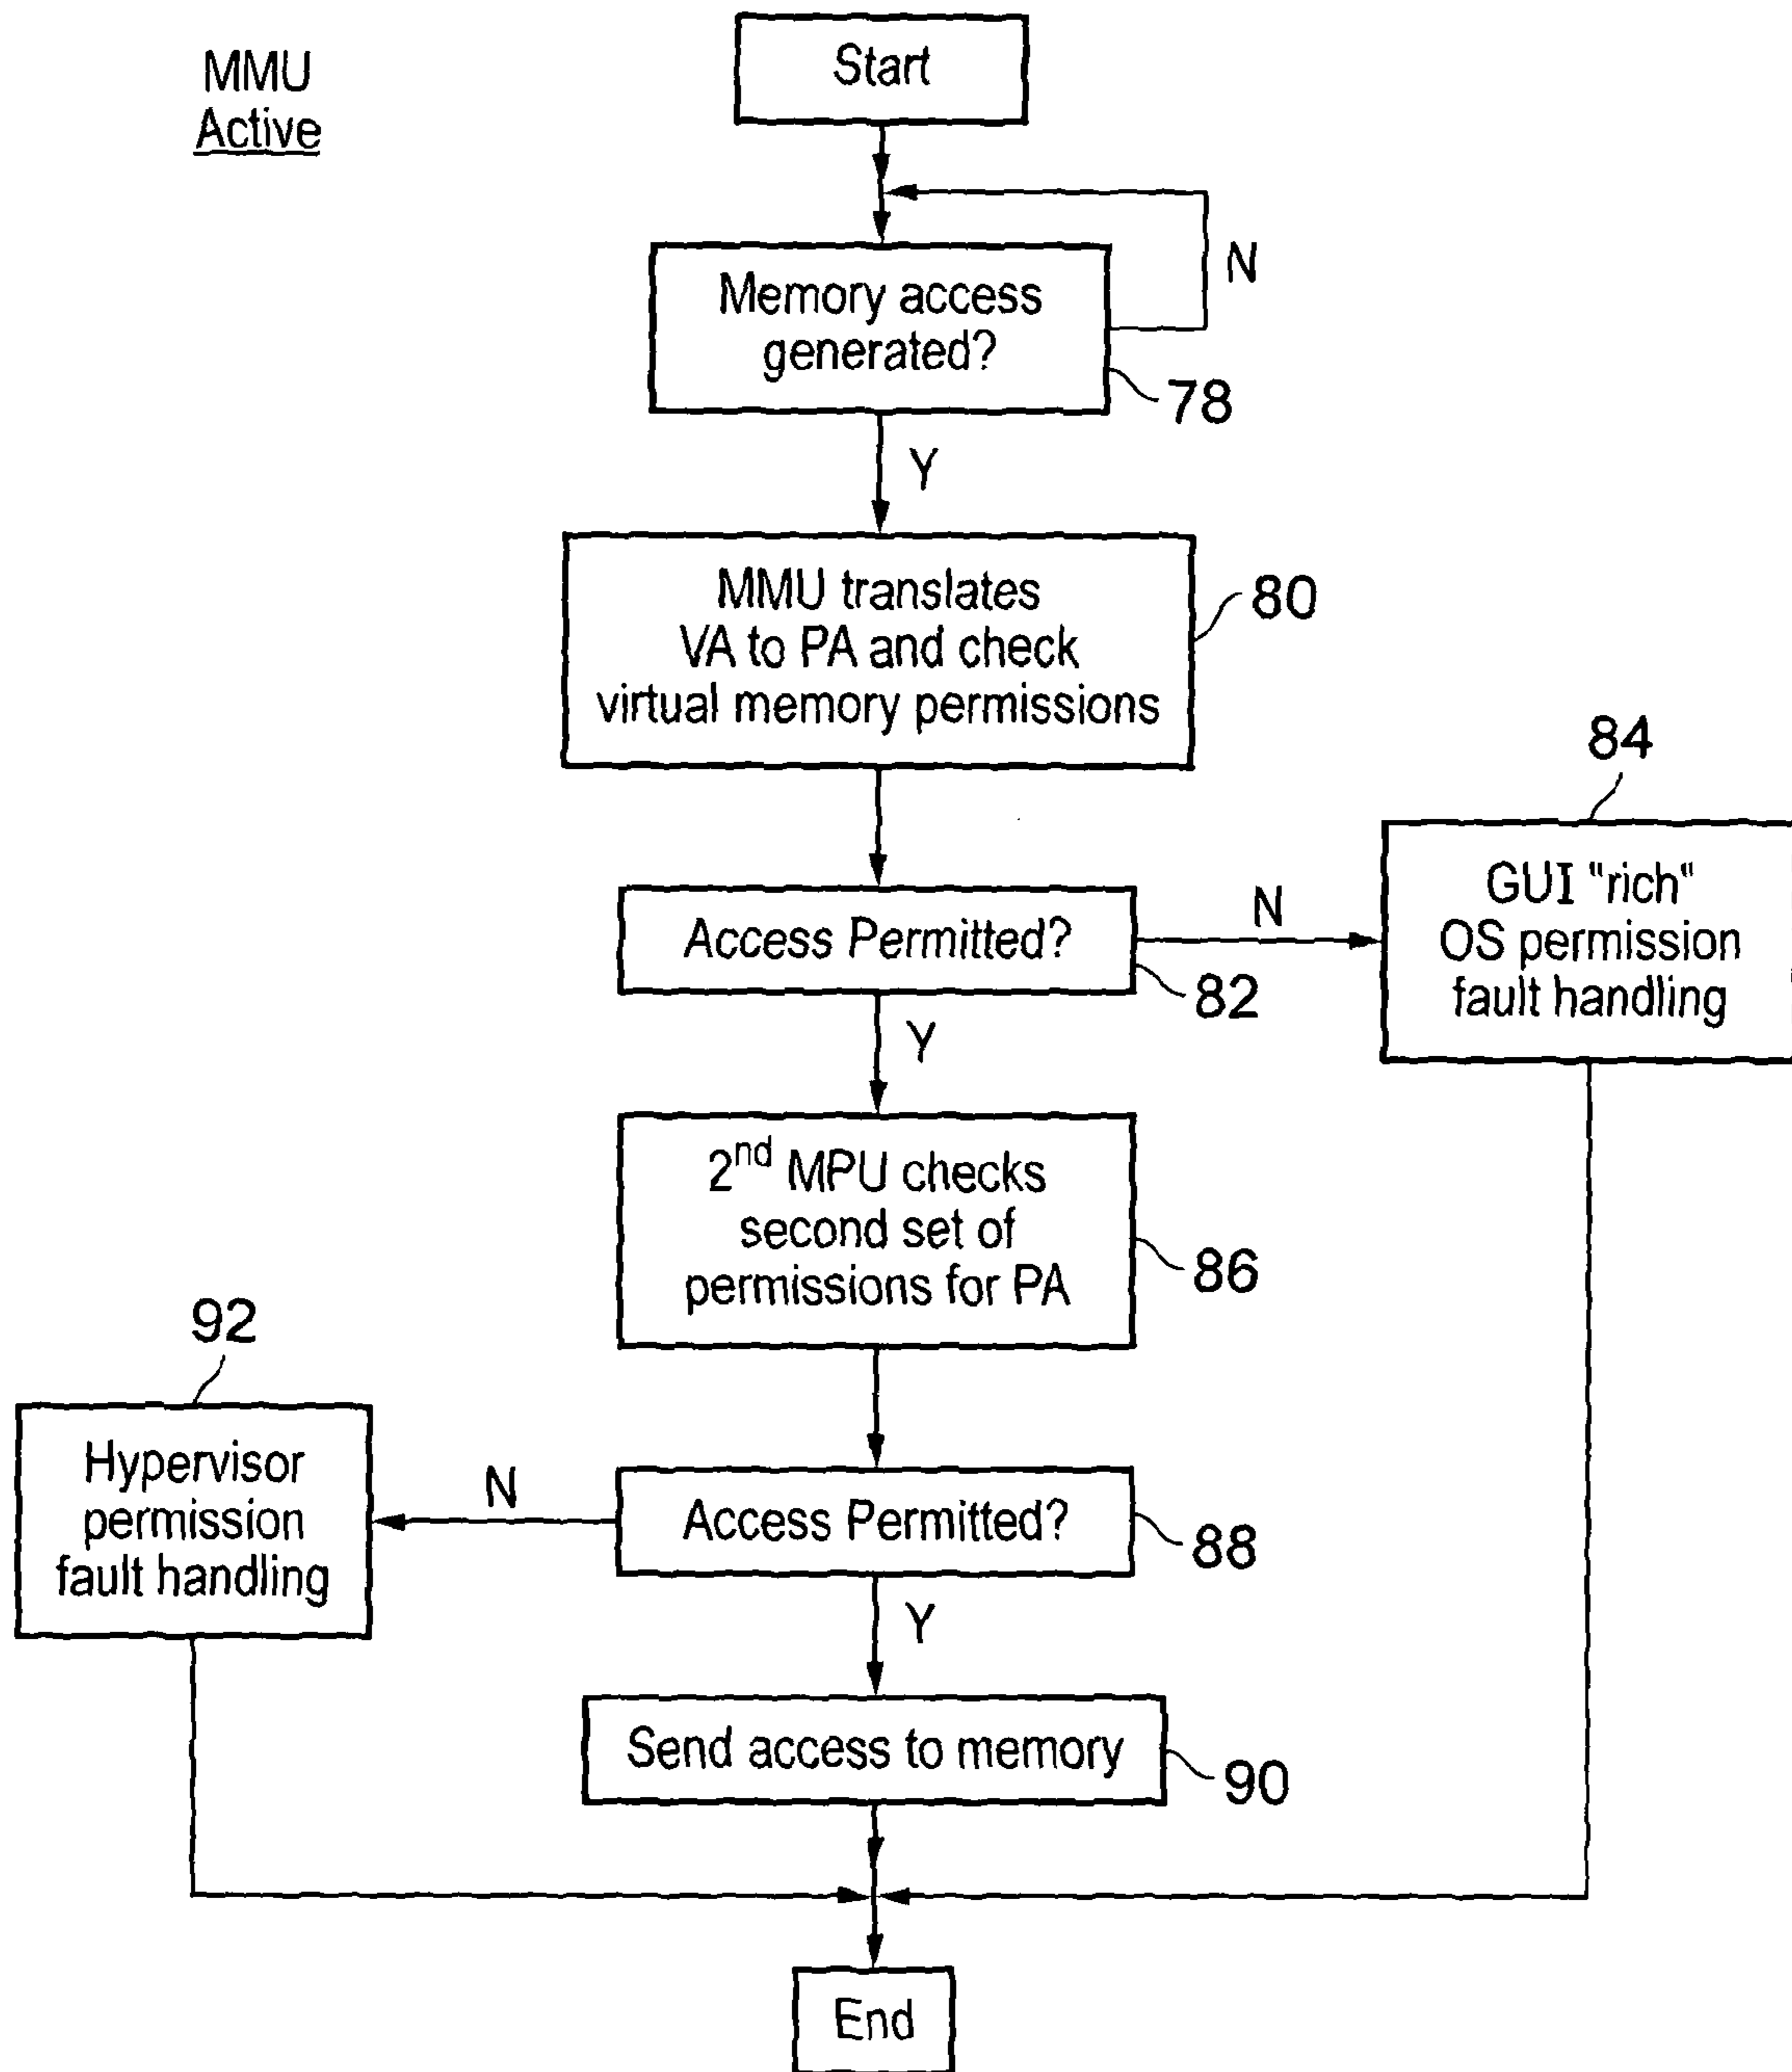 MMU
Active
Start
N
Memory access
generated?
78
Y
MMU translates
VA to PA and check
virtual memory permissions
80
84
GUI "rich"
OS permission
fault handling
N
Access Permitted?
82
Y
2nd MPU checks
second set of
permissions for PA
86
92
Hypervisor
permission
fault handling
N
Access Permitted?
88
Y
Send access to memory
90
End